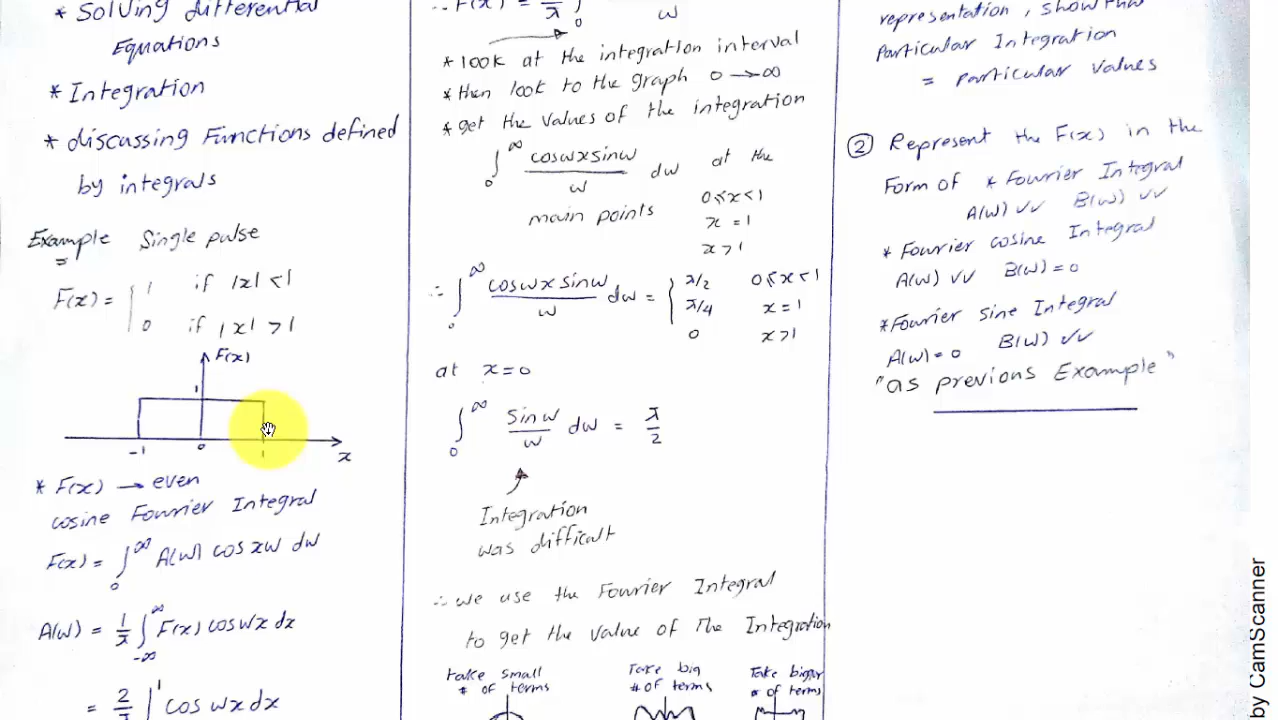 * Solving differential
Equations
* Integration
* discussing Functions defined
by integrals
Example Single pulse
F(x) = { 1 if |x| < 1
0 if |x| > 1
F(x)
1
-1 0 1 x
* F(x) → even
cosine Fourier Integral
F(x) = ∫₀^∞ A(w) cos xw dw
A(w) = 1/π ∫_{-∞}^∞ F(x) cos wx dx
= 2/π ∫ ¹ cos wx dx
∴ F(x) = 2/π ∫₀ w
* look at the integration interval
* then look to the graph 0 → ∞
* get the values of the integration
∫₀^∞ (cos wx sin w)/w dw at the
main points 0 ≤ x < 1
x = 1
x > 1
∴ ∫₀^∞ (cos wx sin w)/w dw = { π/2 0 ≤ x < 1
π/4 x = 1
0 x > 1
at x = 0
∫₀^∞ (sin w)/w dw = π/2
Integration
was difficult
∴ we use the Fourier Integral
to get the value of The Integration
take small
# of terms
Take big
# of terms
Take bigger
# of terms
representation, show that
Particular Integration
= particular values
② Represent the F(x) in the
Form of * Fourier Integral
A(w) ✓✓ B(w) ✓✓
* Fourier cosine Integral
A(w) ✓✓ B(w) = 0
* Fourier sine Integral
A(w) = 0 B(w) ✓✓
"as previous Example"
by CamScanner